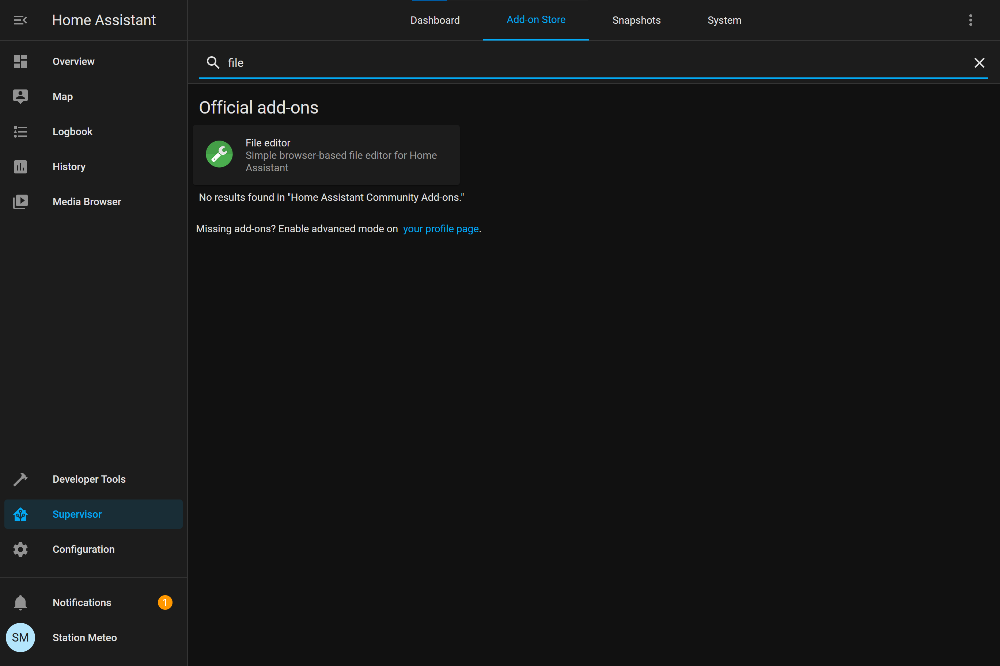 Home Assistant
Dashboard
Add-on Store
Snapshots
System
Overview
Map
Logbook
History
Media Browser
file
Official add-ons
File editor
Simple browser-based file editor for Home
Assistant
No results found in "Home Assistant Community Add-ons."
Missing add-ons? Enable advanced mode on your profile page.
Developer Tools
Supervisor
Configuration
Notifications
1
SM
Station Meteo